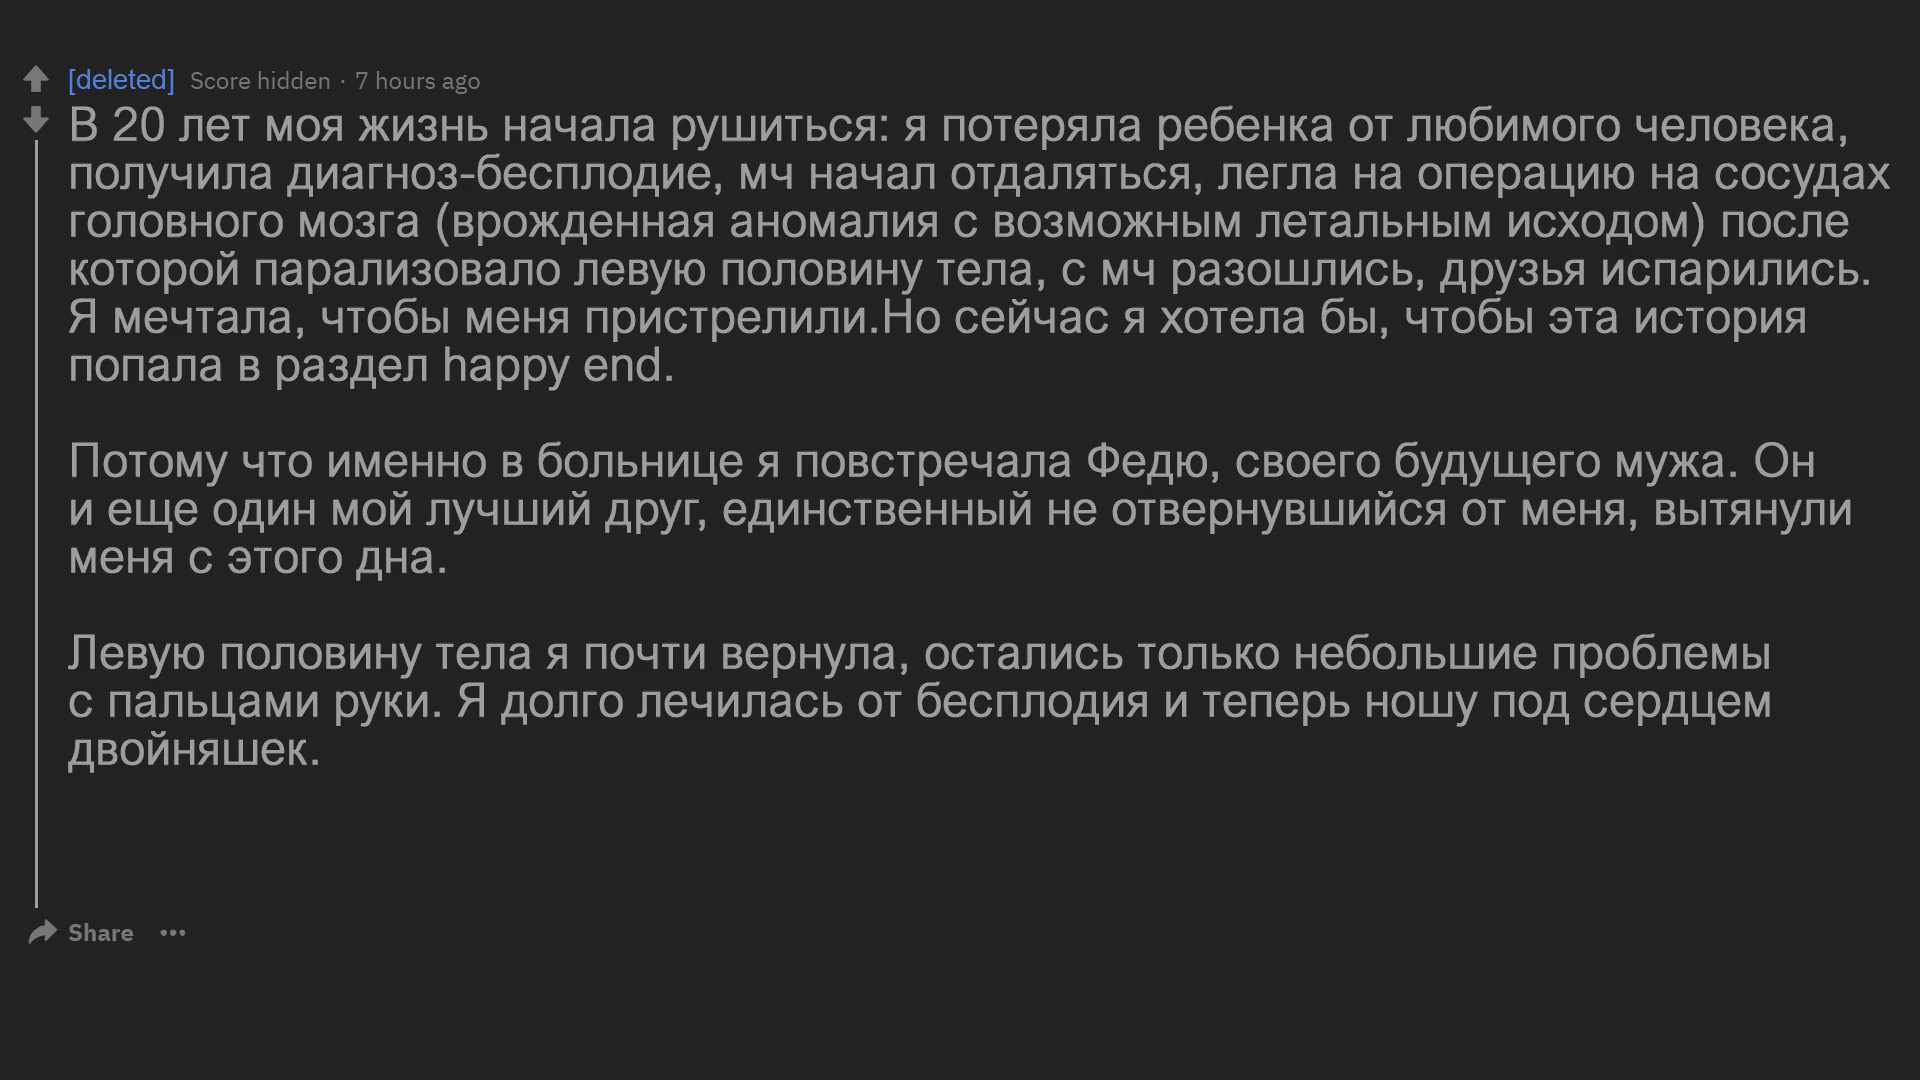 [deleted] Score hidden · 7 hours ago
В 20 лет моя жизнь начала рушиться: я потеряла ребенка от любимого человека,
получила диагноз-бесплодие, мч начал отдаляться, легла на операцию на сосудах
головного мозга (врожденная аномалия с возможным летальным исходом) после
которой парализовало левую половину тела, с мч разошлись, друзья испарились.
Я мечтала, чтобы меня пристрелили.Но сейчас я хотела бы, чтобы эта история
попала в раздел happy end.
Потому что именно в больнице я повстречала Федю, своего будущего мужа. Он
и еще один мой лучший друг, единственный не отвернувшийся от меня, вытянули
меня с этого дна.
Левую половину тела я почти вернула, остались только небольшие проблемы
с пальцами руки. Я долго лечилась от бесплодия и теперь ношу под сердцем
двойняшек.
Share ···